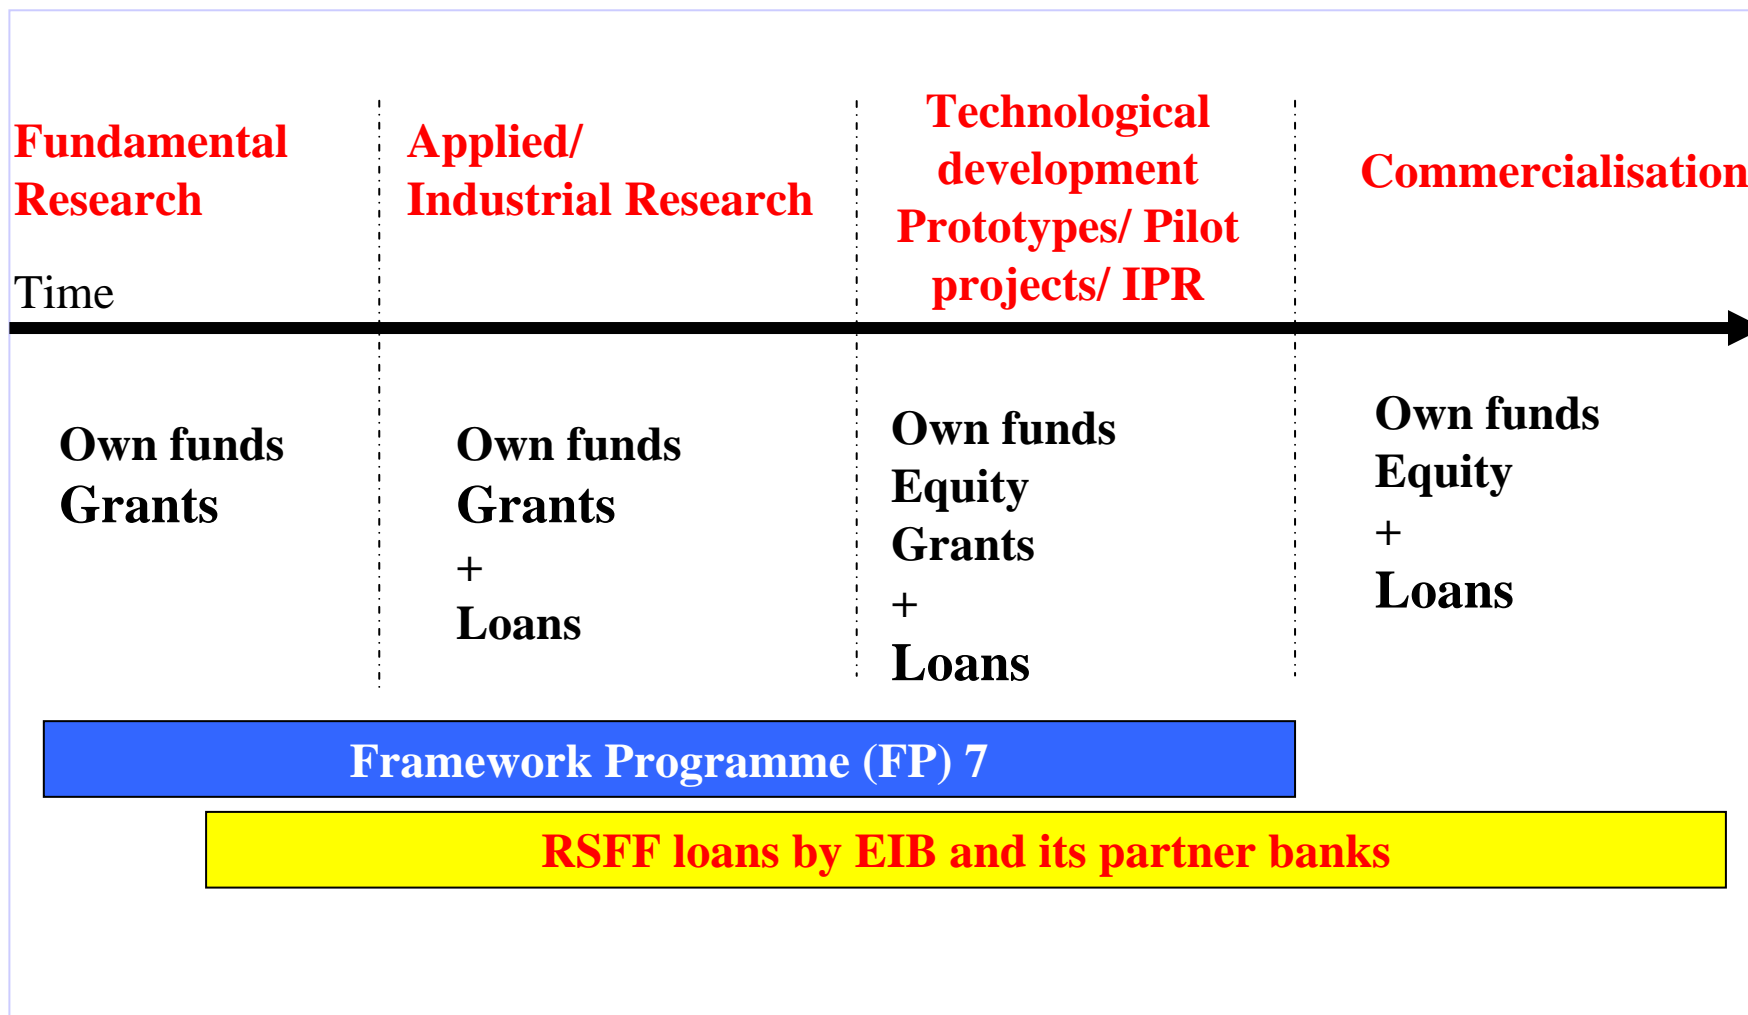 Fundamental
Research
Applied/
Industrial Research
Technological
development
Prototypes/ Pilot
projects/ IPR
Commercialisation
Time
Own funds
Grants
Own funds
Grants
+
Loans
Own funds
Equity
Grants
+
Loans
Own funds
Equity
+
Loans
Framework Programme (FP) 7
RSFF loans by EIB and its partner banks